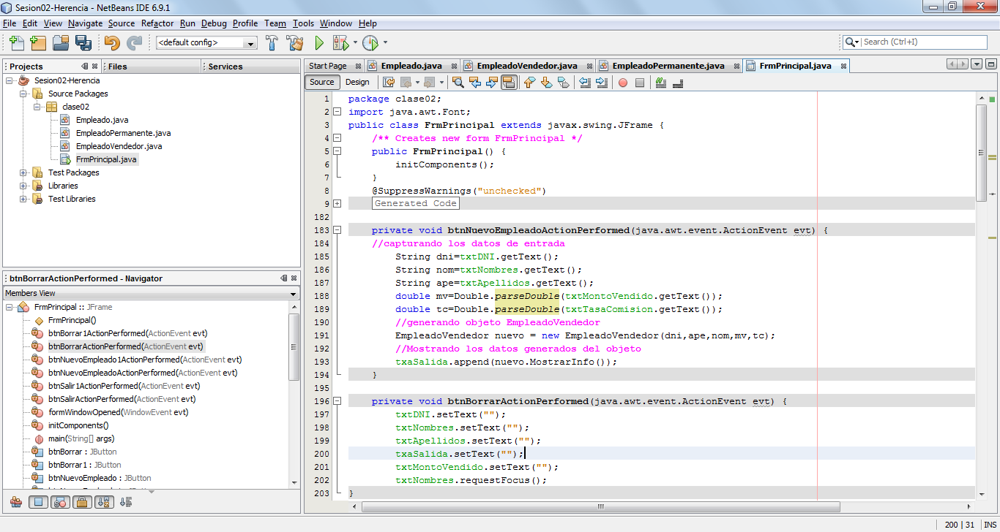 Sesion02-Herencia - NetBeans IDE 6.9.1
File Edit View Navigate Source Refactor Run Debug Profile Team Tools Window Help
<default config>
Search (Ctrl+I)
Projects
Files
Services
Sesion02-Herencia
Source Packages
clase02
Empleado.java
EmpleadoPermanente.java
EmpleadoVendedor.java
FrmPrincipal.java
Test Packages
Libraries
Test Libraries
btnBorrarActionPerformed - Navigator
Members View
FrmPrincipal :: JFrame
FrmPrincipal()
btnBorrar1ActionPerformed(ActionEvent evt)
btnBorrarActionPerformed(ActionEvent evt)
btnNuevoEmpleado1ActionPerformed(ActionEvent evt)
btnNuevoEmpleadoActionPerformed(ActionEvent evt)
btnSalir1ActionPerformed(ActionEvent evt)
btnSalirActionPerformed(ActionEvent evt)
formWindowOpened(WindowEvent evt)
initComponents()
main(String[] args)
btnBorrar : JButton
btnBorrar1 : JButton
btnNuevoEmpleado : JButton
Start Page
Empleado.java
EmpleadoVendedor.java
EmpleadoPermanente.java
FrmPrincipal.java
Source Design
1 package clase02;
2 import java.awt.Font;
3 public class FrmPrincipal extends javax.swing.JFrame {
4 /** Creates new form FrmPrincipal */
5 public FrmPrincipal() {
6 initComponents();
7 }
8 @SuppressWarnings("unchecked")
9 Generated Code
182
183 private void btnNuevoEmpleadoActionPerformed(java.awt.event.ActionEvent evt) {
184 //capturando los datos de entrada
185 String dni=txtDNI.getText();
186 String nom=txtNombres.getText();
187 String ape=txtApellidos.getText();
188 double mv=Double.parseDouble(txtMontoVendido.getText());
189 double tc=Double.parseDouble(txtTasaComision.getText());
190 //generando objeto EmpleadoVendedor
191 EmpleadoVendedor nuevo = new EmpleadoVendedor(dni,ape,nom,mv,tc);
192 //Mostrando los datos generados del objeto
193 txaSalida.append(nuevo.MostrarInfo());
194 }
195
196 private void btnBorrarActionPerformed(java.awt.event.ActionEvent evt) {
197 txtDNI.setText("");
198 txtNombres.setText("");
199 txtApellidos.setText("");
200 txaSalida.setText("");
201 txtMontoVendido.setText("");
202 txtNombres.requestFocus();
203 }
200 | 31 INS